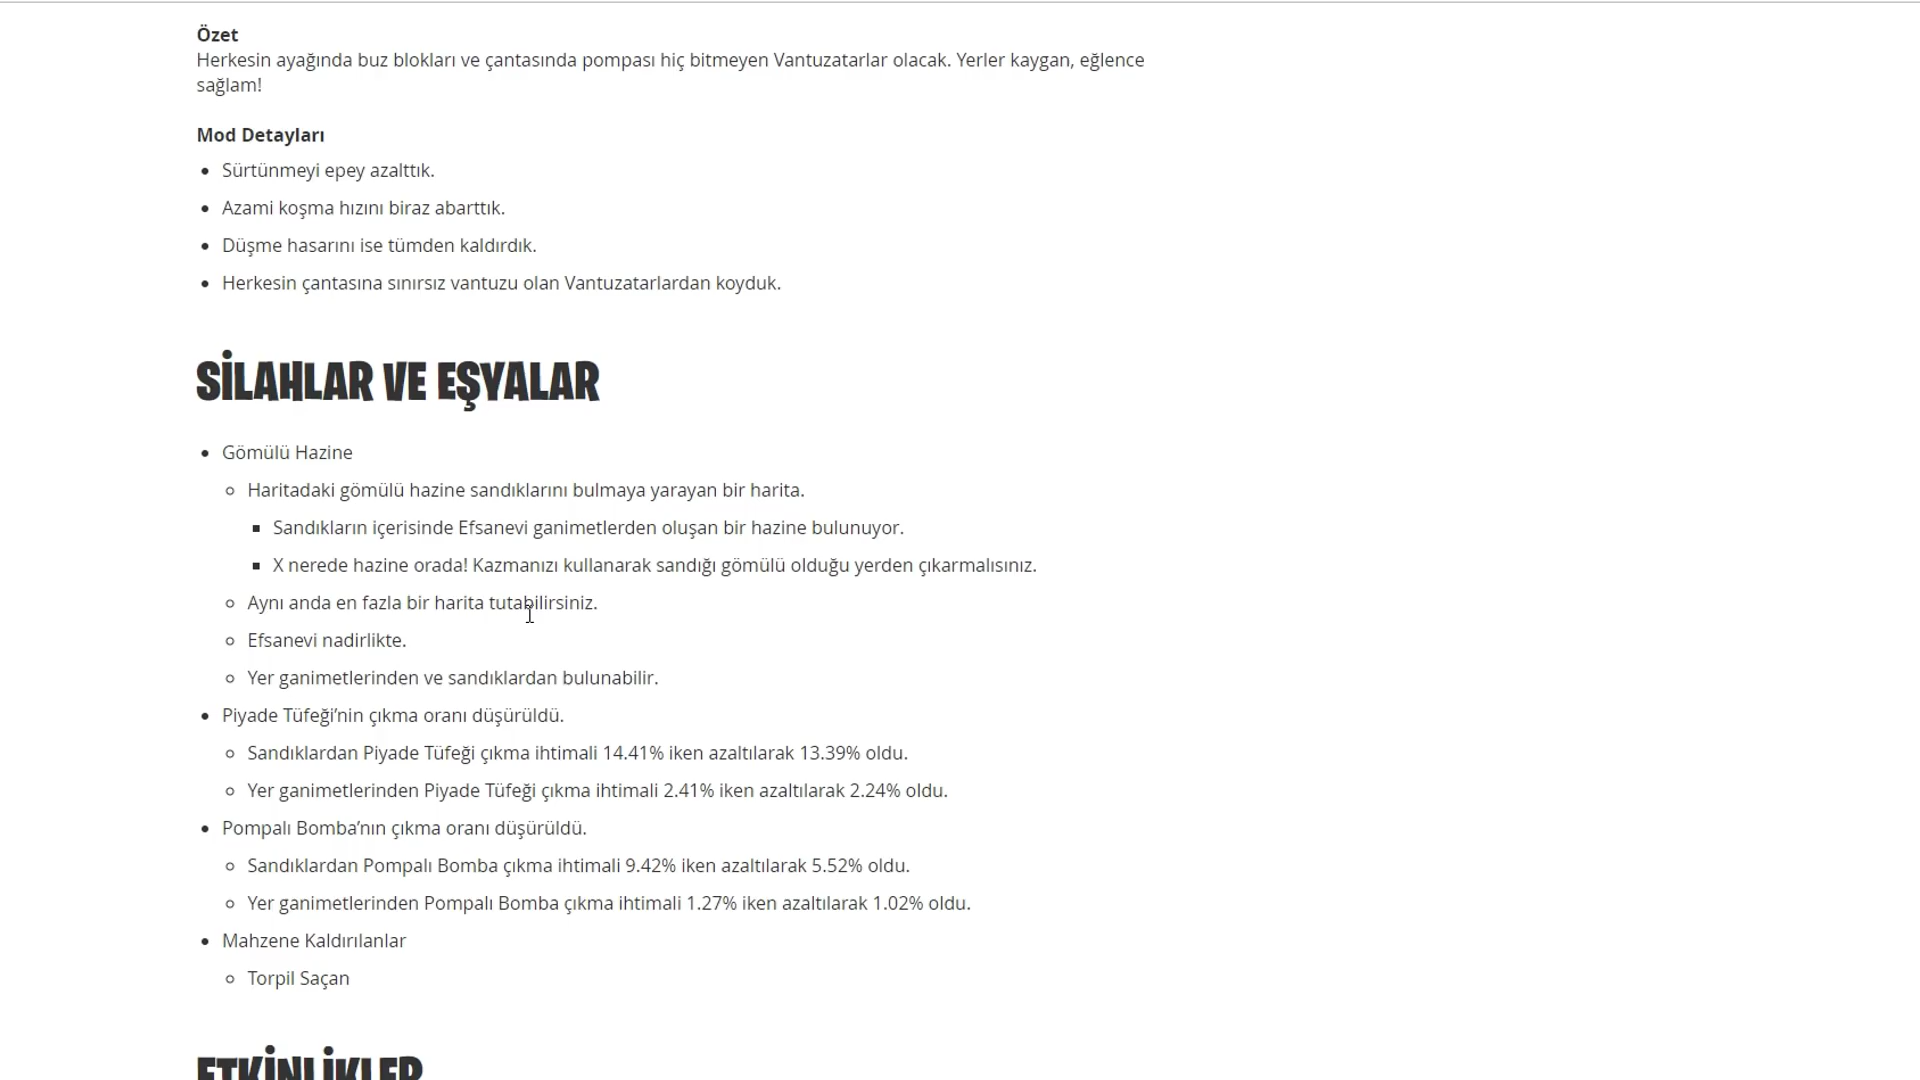 Özet
Herkesin ayağında buz blokları ve çantasında pompası hiç bitmeyen Vantuzatarlar olacak. Yerler kaygan, eğlence
sağlam!
Mod Detayları
Sürtünmeyi epey azalttık.
Azami koşma hızını biraz abarttık.
Düşme hasarını ise tümden kaldırdık.
Herkesin çantasına sınırsız vantuzu olan Vantuzatarlardan koyduk.
SİLAHLAR VE EŞYALAR
Gömülü Hazine
Haritadaki gömülü hazine sandıklarını bulmaya yarayan bir harita.
Sandıkların içerisinde Efsanevi ganimetlerden oluşan bir hazine bulunuyor.
X nerede hazine orada! Kazmanızı kullanarak sandığı gömülü olduğu yerden çıkarmalısınız.
Aynı anda en fazla bir harita tutabilirsiniz.
Efsanevi nadirlikte.
Yer ganimetlerinden ve sandıklardan bulunabilir.
Piyade Tüfeği’nin çıkma oranı düşürüldü.
Sandıklardan Piyade Tüfeği çıkma ihtimali 14.41% iken azaltılarak 13.39% oldu.
Yer ganimetlerinden Piyade Tüfeği çıkma ihtimali 2.41% iken azaltılarak 2.24% oldu.
Pompalı Bomba’nın çıkma oranı düşürüldü.
Sandıklardan Pompalı Bomba çıkma ihtimali 9.42% iken azaltılarak 5.52% oldu.
Yer ganimetlerinden Pompalı Bomba çıkma ihtimali 1.27% iken azaltılarak 1.02% oldu.
Mahzene Kaldırılanlar
Torpil Saçan
ETKİNLİKLER